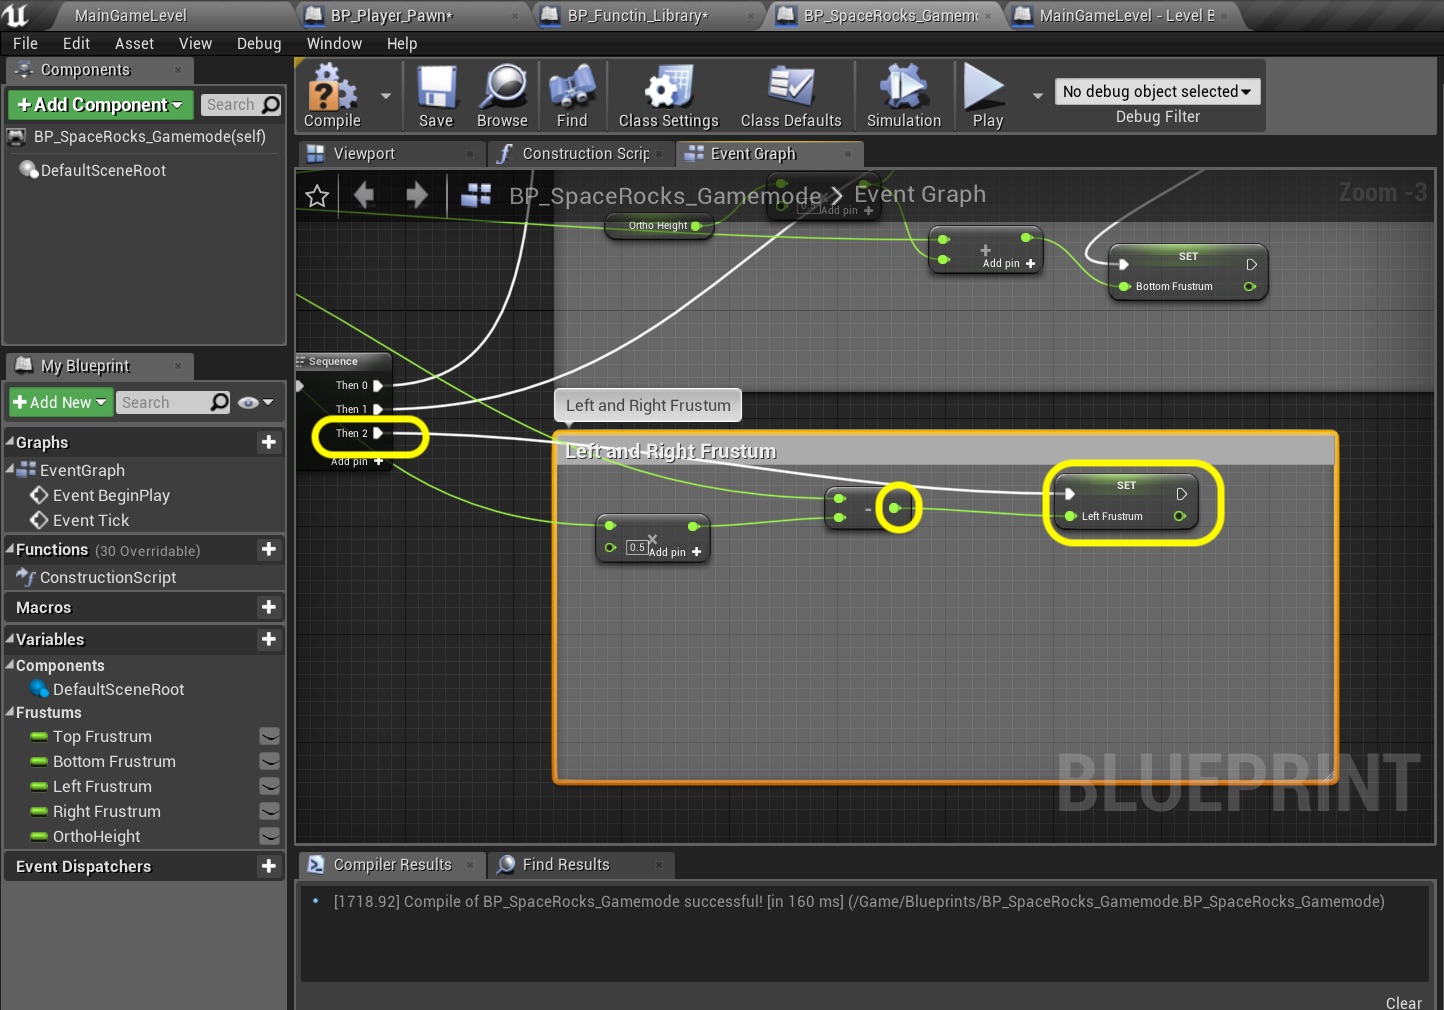 MainGameLevel
BP_Player_Pawn*
BP_Functin_Library*
BP_SpaceRocks_Gamem
MainGameLevel - Level B
File Edit Asset View Debug Window Help
Components
+Add Component
Search
BP_SpaceRocks_Gamemode(self)
DefaultSceneRoot
Compile
Save
Browse
Find
Class Settings
Class Defaults
Simulation
Play
No debug object selected
Debug Filter
Viewport
Construction Scrip
Event Graph
BP_SpaceRocks_Gamemode > Event Graph
Zoom -3
Ortho Height
Add pin +
+
Add pin +
SET
Bottom Frustrum
Sequence
Then 0
Then 1
Then 2
Add pin +
Left and Right Frustum
Left and Right Frustum
SET
Left Frustrum
-
×
0.5
Add pin +
BLUEPRINT
My Blueprint
+Add New
Search
Graphs
EventGraph
Event BeginPlay
Event Tick
Functions (30 Overridable)
ConstructionScript
Macros
Variables
Components
DefaultSceneRoot
Frustums
Top Frustrum
Bottom Frustrum
Left Frustrum
Right Frustrum
OrthoHeight
Event Dispatchers
Compiler Results
Find Results
[1718.92] Compile of BP_SpaceRocks_Gamemode successful! [in 160 ms] (/Game/Blueprints/BP_SpaceRocks_Gamemode.BP_SpaceRocks_Gamemode)
Clear